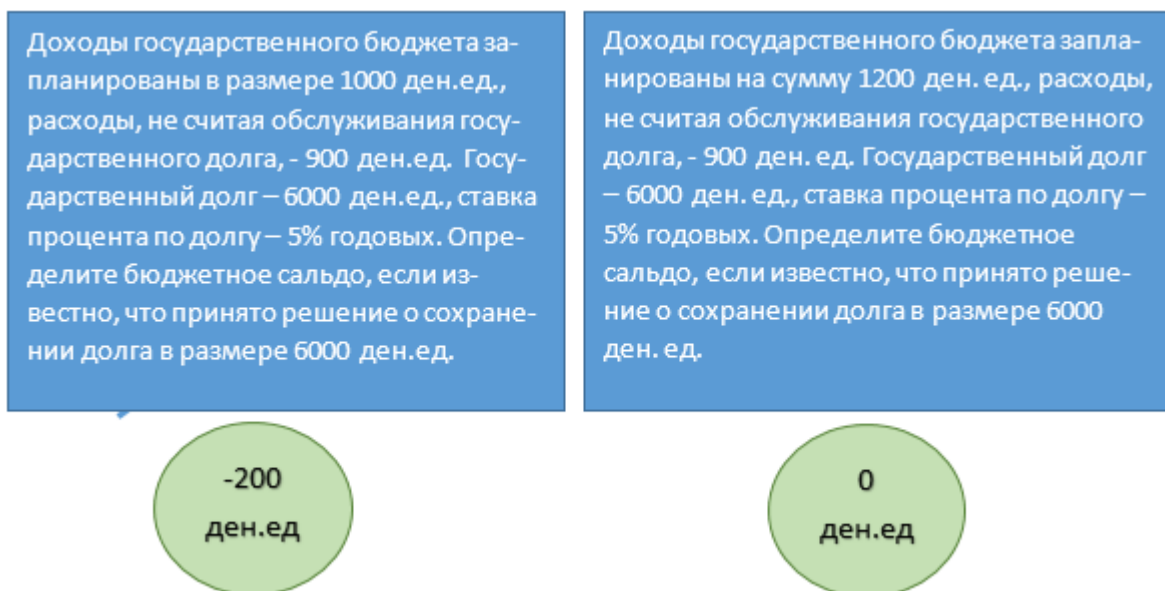 Доходы государственного бюджета за-
планированы в размере 1000 ден.ед.,
расходы, не считая обслуживания госу-
дарственного долга, - 900 ден.ед. Госу-
дарственный долг – 6000 ден.ед., ставка
процента по долгу – 5% годовых. Опре-
делите бюджетное сальдо, если из-
вестно, что принято решение о сохране-
нии долга в размере 6000 ден.ед.
Доходы государственного бюджета запла-
нированы на сумму 1200 ден. ед., расходы,
не считая обслуживания государственного
долга, - 900 ден. ед. Государственный долг
– 6000 ден. ед., ставка процента по долгу –
5% годовых. Определите бюджетное
сальдо, если известно, что принято реше-
ние о сохранении долга в размере 6000
ден. ед.
-200
ден.ед
0
ден.ед